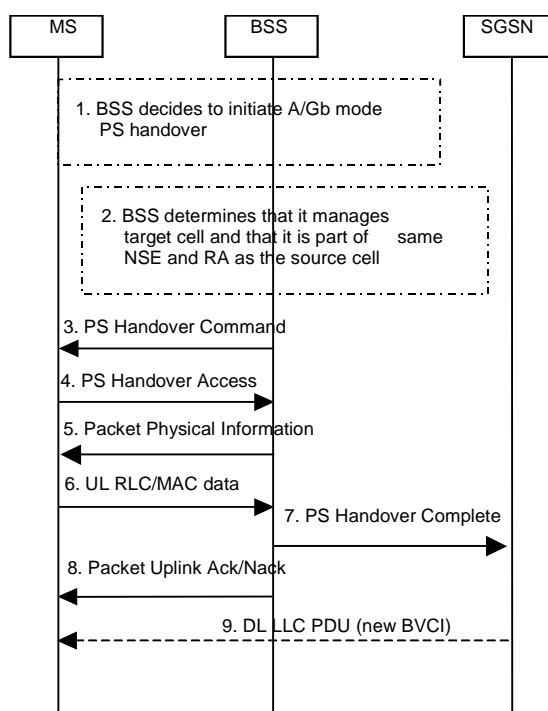 MS BSS SGSN
1. BSS decides to initiate A/Gb mode
PS handover
2. BSS determines that it manages
target cell and that it is part of same
NSE and RA as the source cell
3. PS Handover Command
4. PS Handover Access
5. Packet Physical Information
6. UL RLC/MAC data
7. PS Handover Complete
8. Packet Uplink Ack/Nack
9. DL LLC PDU (new BVCI)